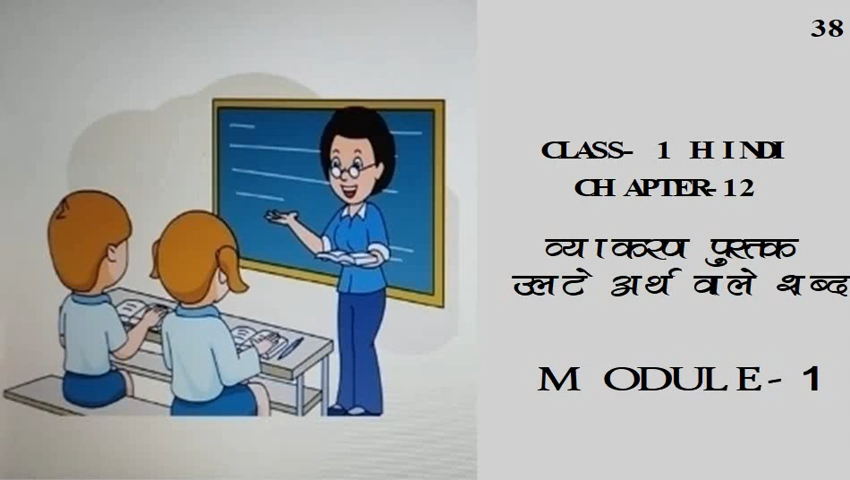 38
CLASS- 1 HINDI
CHAPTER-12
व्याकरण पुस्तक
उलटे अर्थ वाले शब्द
MODULE-1